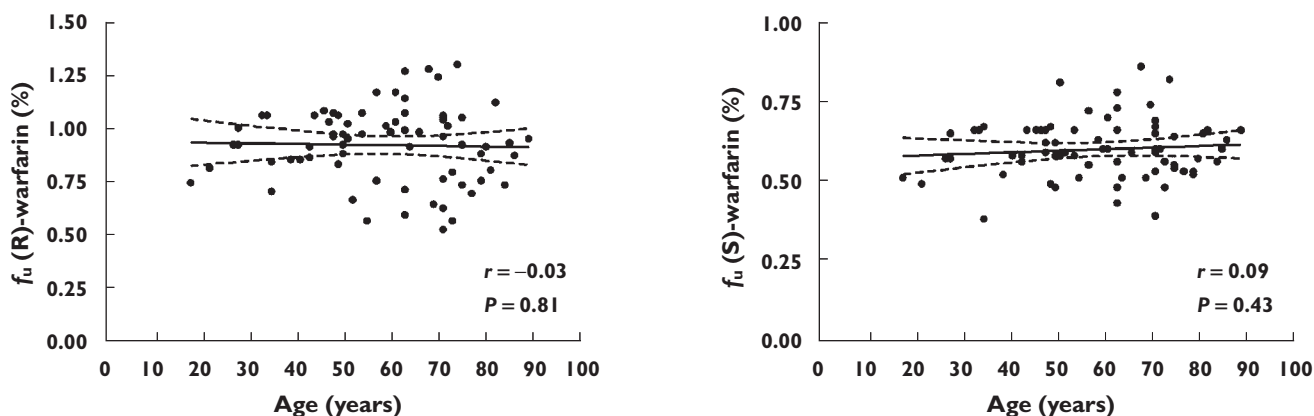 1.50
1.25
1.00
0.75
0.50
0.25
0.00
fu (R)-warfarin (%)
r = –0.03
P = 0.81
0 10 20 30 40 50 60 70 80 90 100
Age (years)
1.00
0.75
0.50
0.25
0.00
fu (S)-warfarin (%)
r = 0.09
P = 0.43
0 10 20 30 40 50 60 70 80 90 100
Age (years)